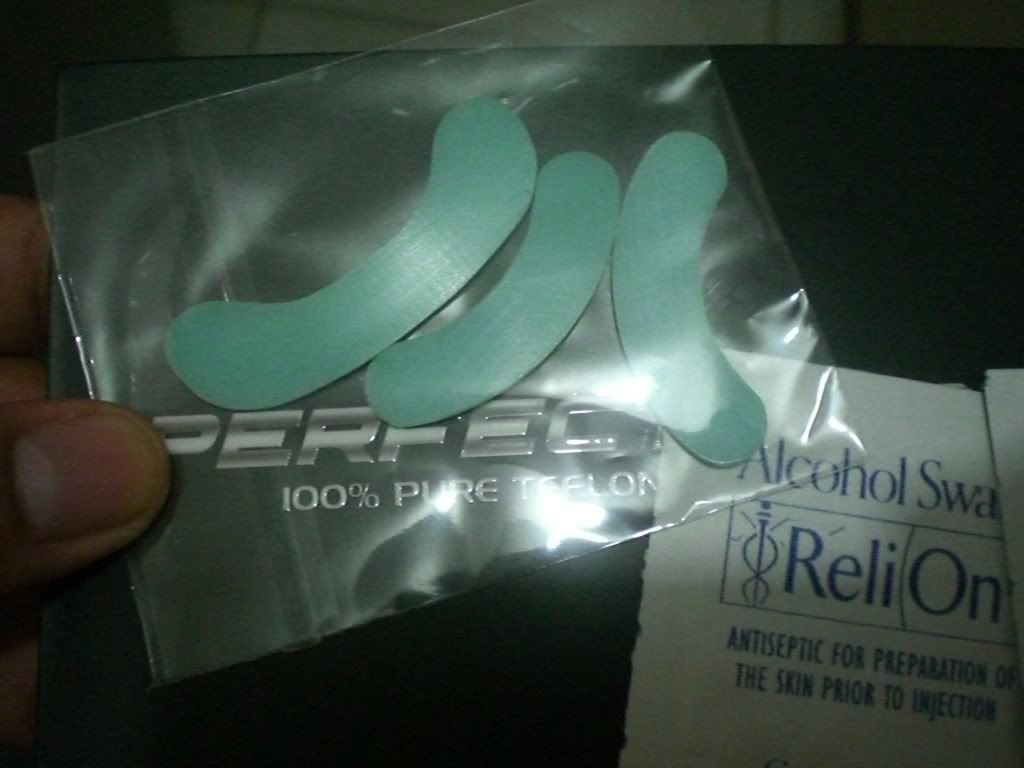 PERFEC
100% PURE TEFLON
Alcohol Swa
ReliOn
ANTISEPTIC FOR PREPARATION OF
THE SKIN PRIOR TO INJECTION